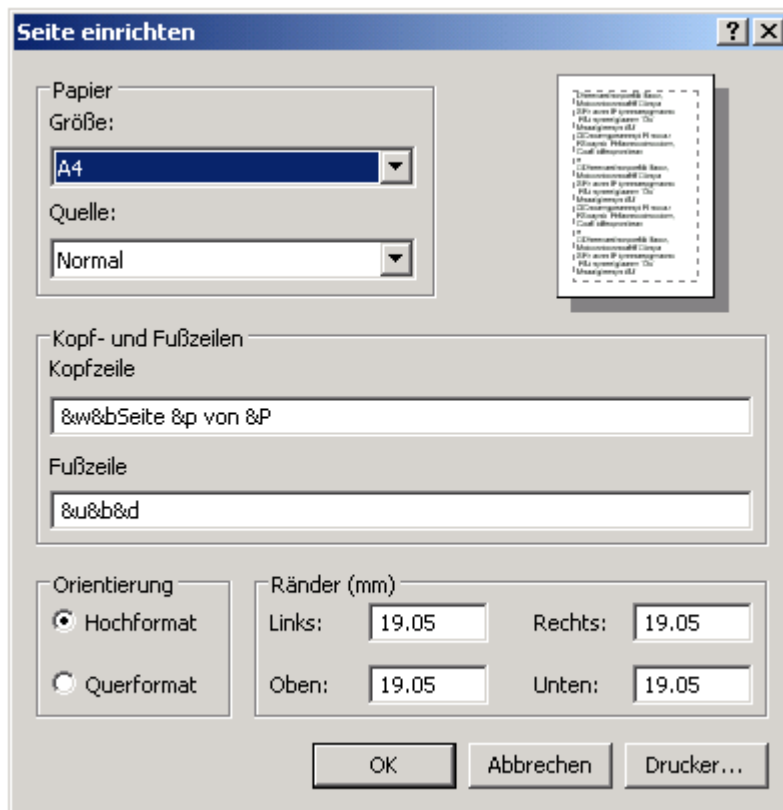 Seite einrichten
Papier
Größe:
A4
Quelle:
Normal
Kopf- und Fußzeilen
Kopfzeile
&w&bSeite &p von &P
Fußzeile
&u&b&d
Orientierung
Hochformat
Querformat
Ränder (mm)
Links: 19.05 Rechts: 19.05
Oben: 19.05 Unten: 19.05
OK Abbrechen Drucker...